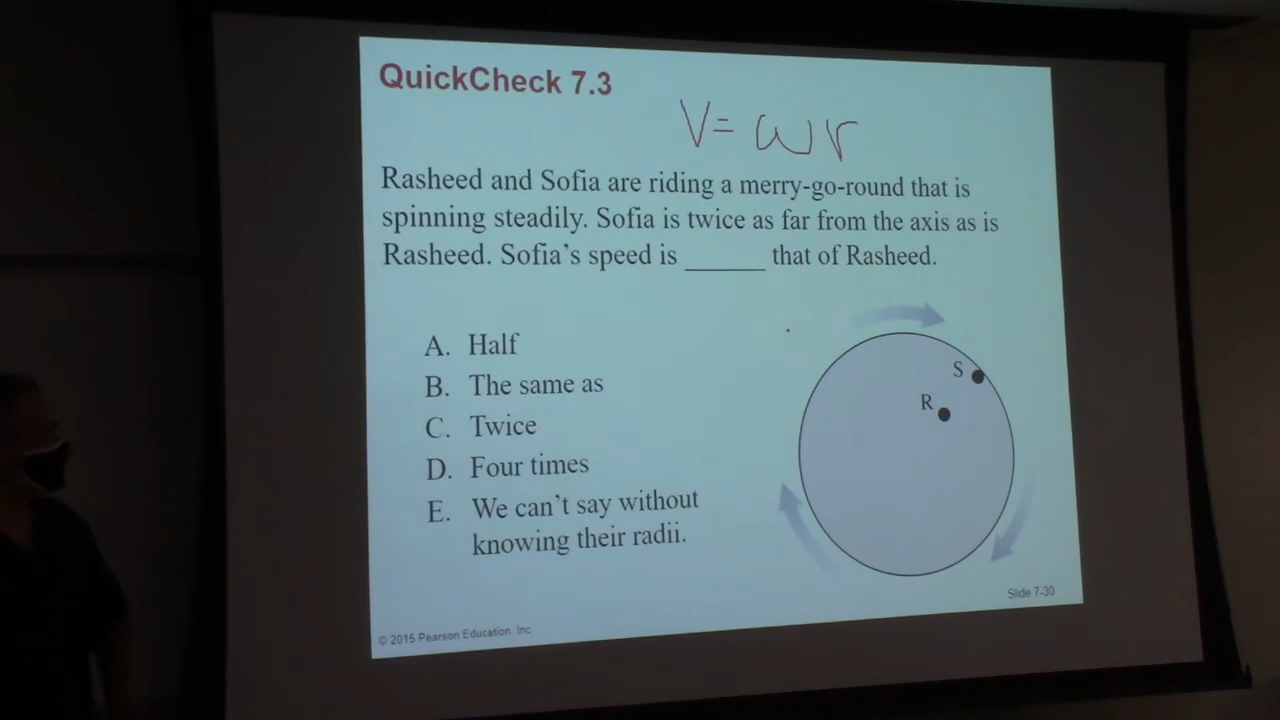 QuickCheck 7.3
V = ωr
Rasheed and Sofia are riding a merry-go-round that is
spinning steadily. Sofia is twice as far from the axis as is
Rasheed. Sofia’s speed is ______ that of Rasheed.
A. Half
B. The same as
C. Twice
D. Four times
E. We can’t say without
knowing their radii.
S
R
Slide 7-30
© 2015 Pearson Education, Inc.